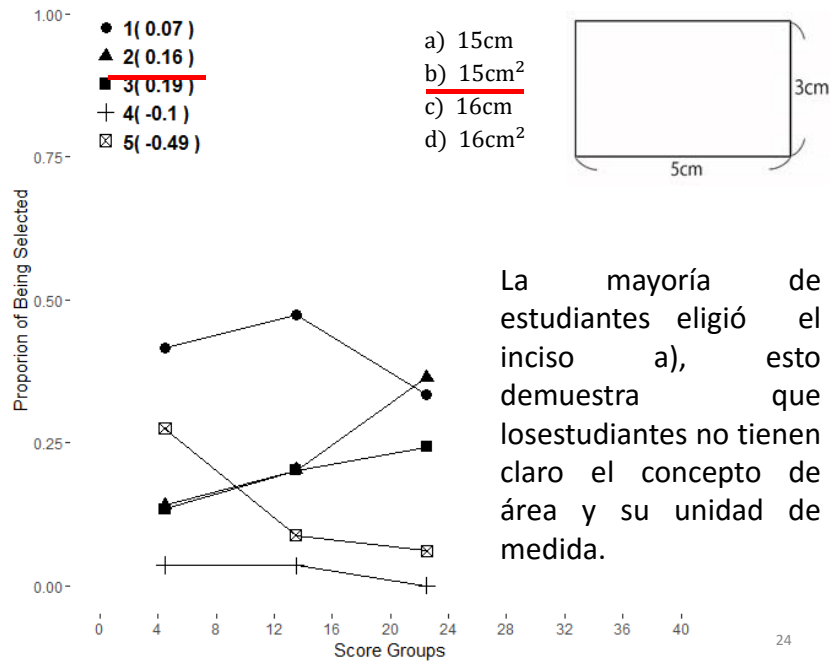 1.00-
1( 0.07 )
2( 0.16 )
3( 0.19 )
4( -0.1 )
5( -0.49 )
0.75-
0.50-
0.25-
0.00-
Proporion of Being Selected
0 4 8 12 16 20 24 28 32 36 40
Score Groups
a) 15cm
b) 15cm²
c) 16cm
d) 16cm²
3cm
5cm
La mayoría de
estudiantes eligió el
inciso a), esto
demuestra que
losestudiantes no tienen
claro el concepto de
área y su unidad de
medida.
24